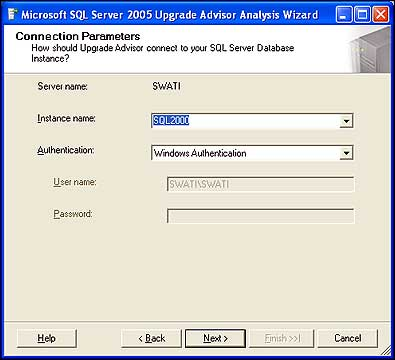 Microsoft SQL Server 2005 Upgrade Advisor Analysis Wizard
Connection Parameters
How should Upgrade Advisor connect to your SQL Server Database
Instance?
Server name: SWATI
Instance name: SQL2000
Authentication: Windows Authentication
User name: SWATI\SWATI
Password:
Help < Back Next > Finish >>| Cancel